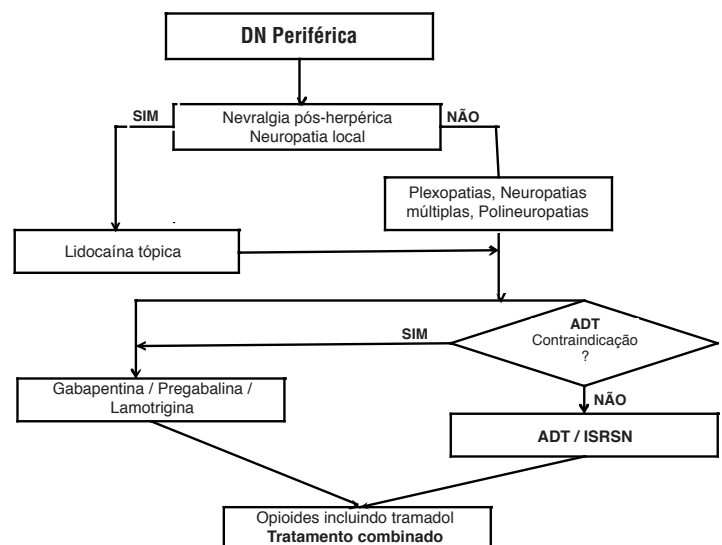 DN Periférica
SIM
Nevralgia pós-herpérica
Neuropatia local
NÃO
Plexopatias, Neuropatias
múltiplas, Polineuropatias
Lidocaína tópica
ADT
Contraindicação
?
SIM
Gabapentina / Pregabalina /
Lamotrigina
NÃO
ADT / ISRSN
Opioides incluindo tramadol
Tratamento combinado